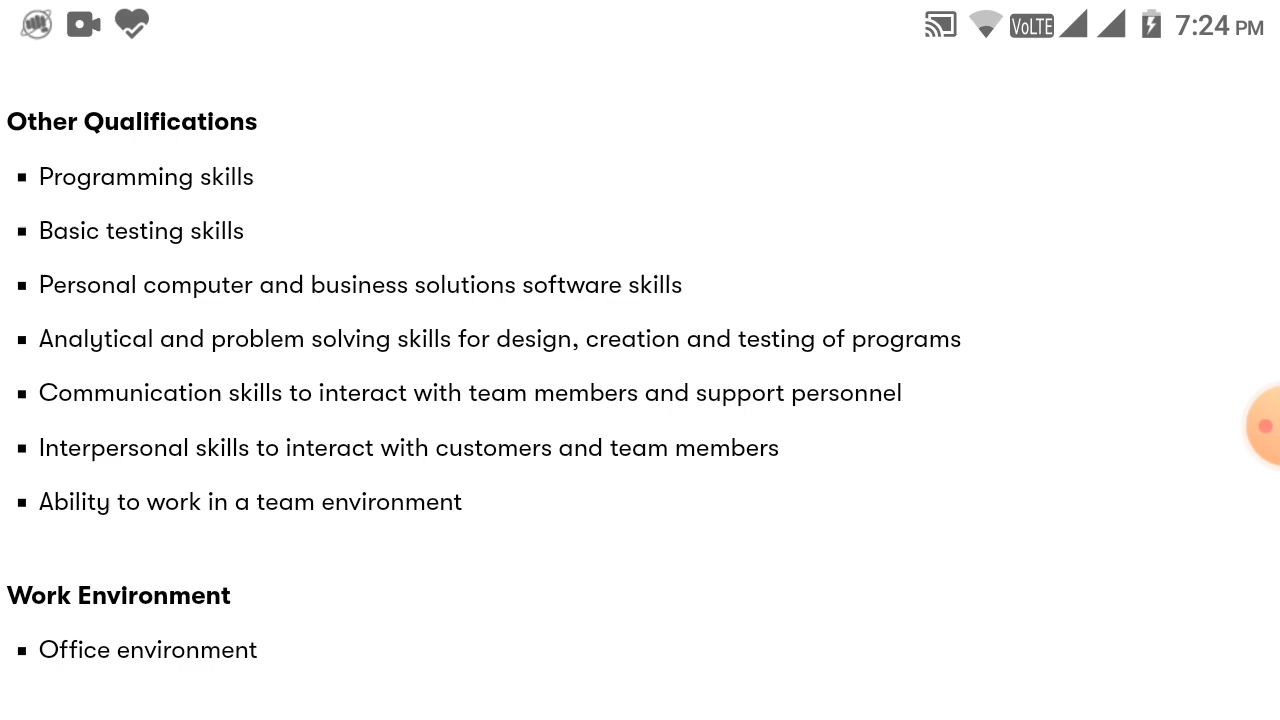 VoLTE 7:24 PM
Other Qualifications
▪ Programming skills
▪ Basic testing skills
▪ Personal computer and business solutions software skills
▪ Analytical and problem solving skills for design, creation and testing of programs
▪ Communication skills to interact with team members and support personnel
▪ Interpersonal skills to interact with customers and team members
▪ Ability to work in a team environment
Work Environment
▪ Office environment